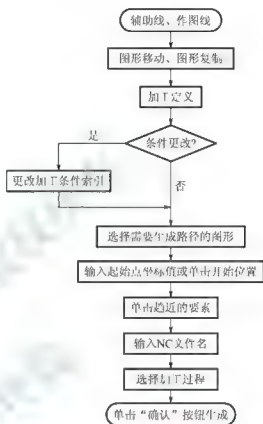 辅助线、作图线
图形移动、图形复制
加工定义
条件更改?
是
更改加工条件索引
否
选择需要生成路径的图形
输入起始点坐标值或单击开始位置
单击趋近的要素
输入NC文件名
选择加工过程
单击“确认”按钮生成